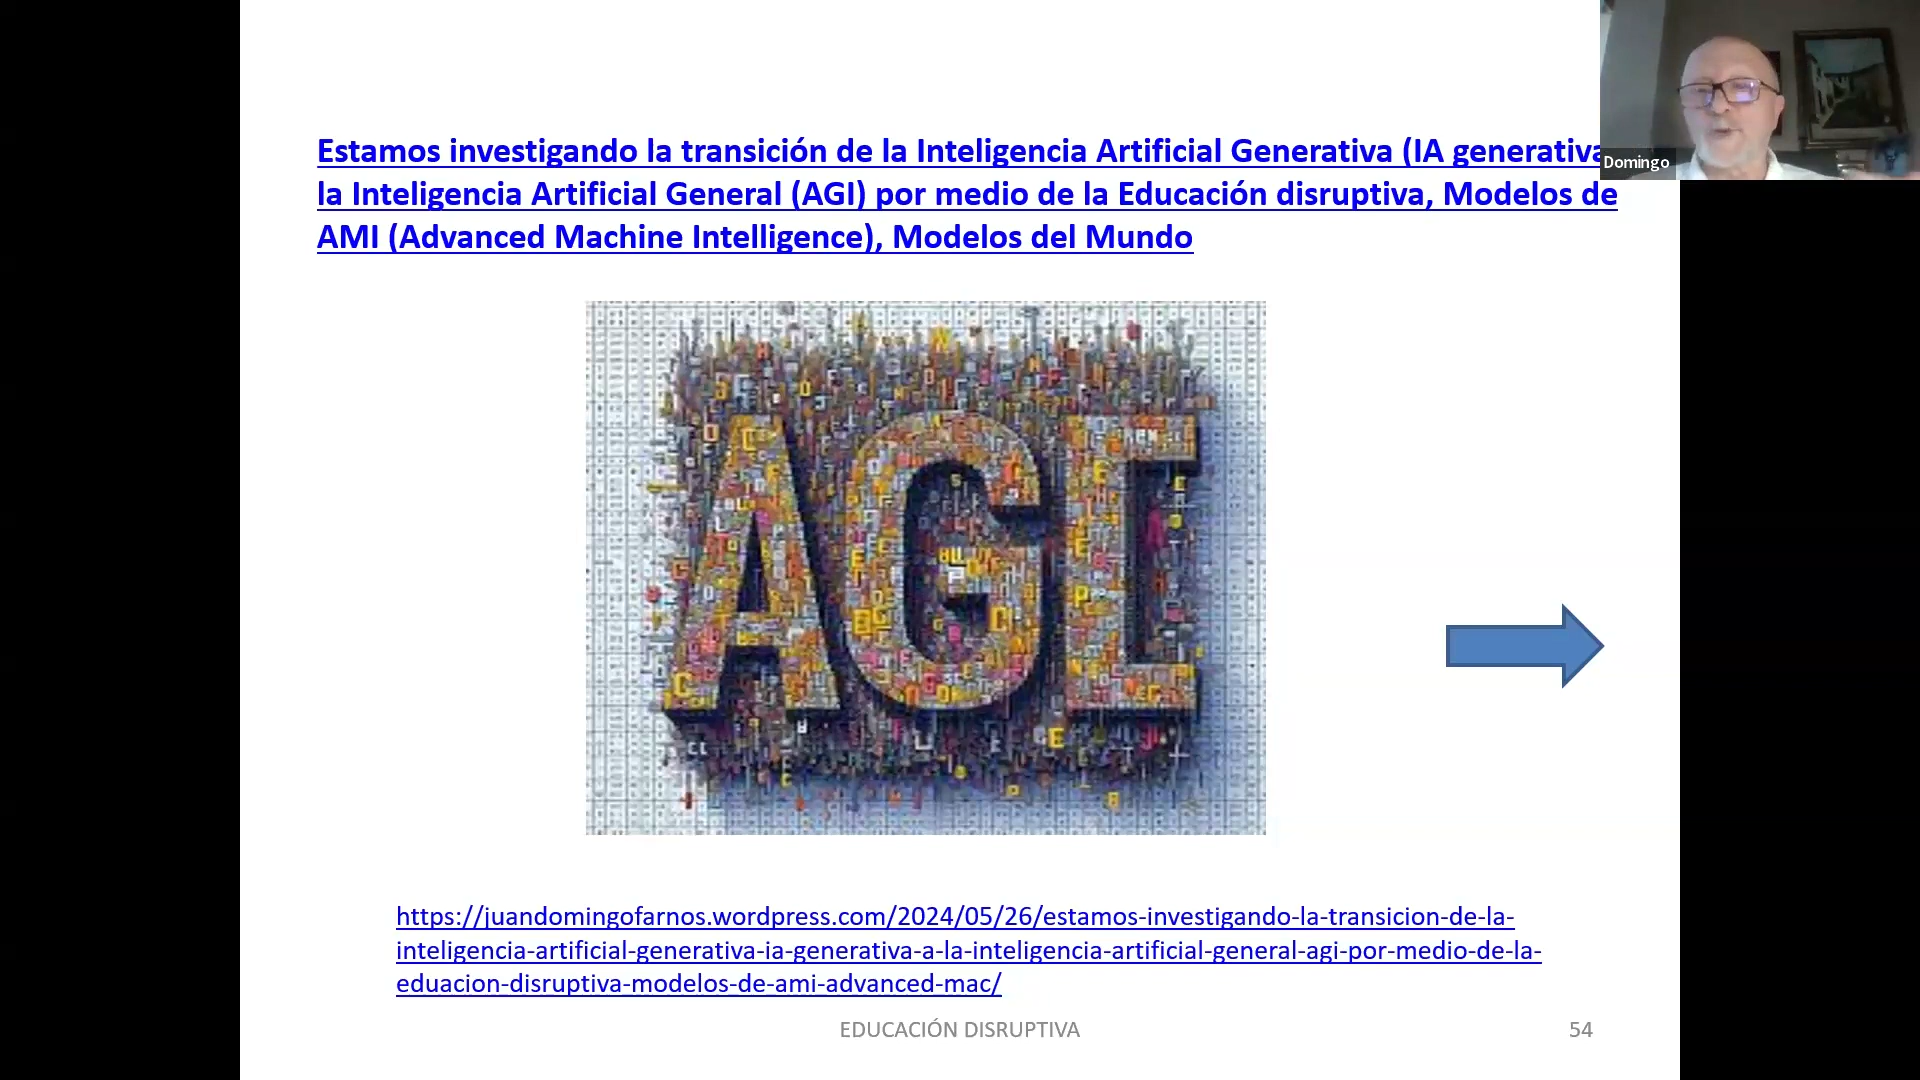 Estamos investigando la transición de la Inteligencia Artificial Generativa (IA generativa
Domingo
la Inteligencia Artificial General (AGI) por medio de la Educación disruptiva, Modelos de
AMI (Advanced Machine Intelligence), Modelos del Mundo
AGI
https://juandomingofarnos.wordpress.com/2024/05/26/estamos-investigando-la-transicion-de-la-
inteligencia-artificial-generativa-ia-generativa-a-la-inteligencia-artificial-general-agi-por-medio-de-la-
eduacion-disruptiva-modelos-de-ami-advanced-mac/
EDUCACIÓN DISRUPTIVA
54